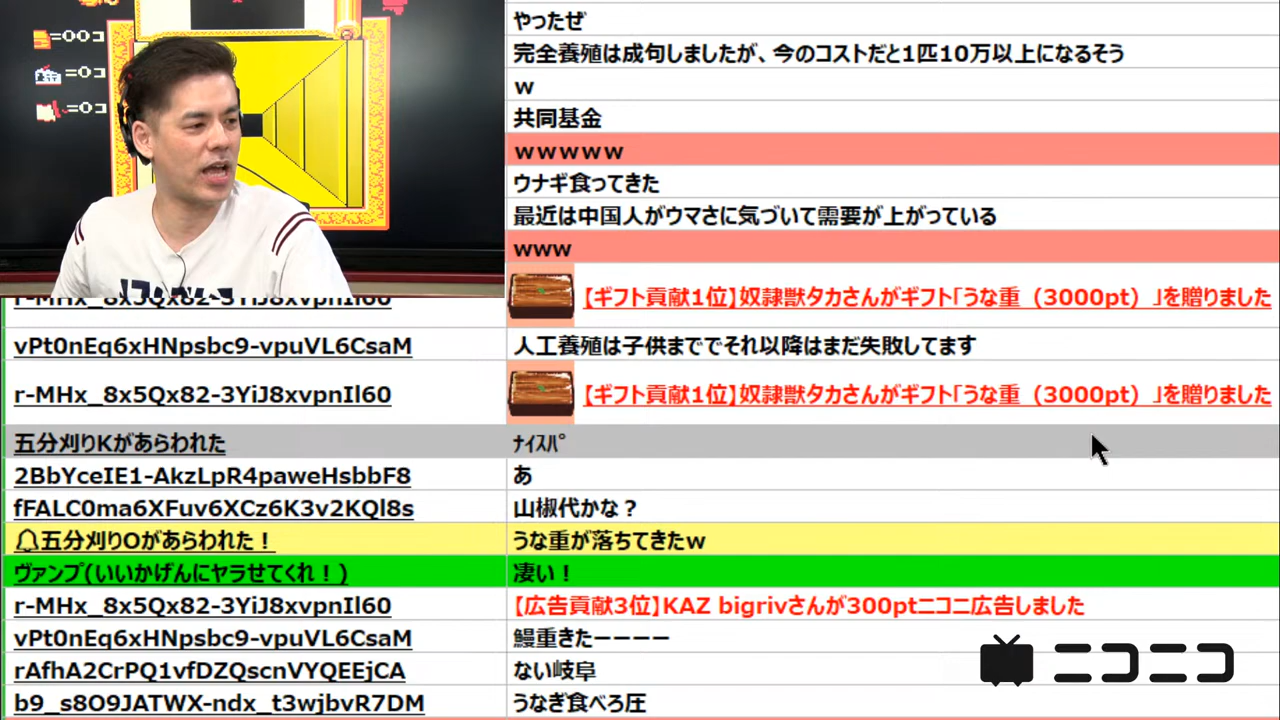 =00コ
=0コ
=0コ
やったぜ
完全養殖は成句しましたが、今のコストだと1匹10万以上になるそう
w
共同基金
ｗｗｗｗｗ
ウナギ食ってきた
最近は中国人がウマさに気づいて需要が上がっている
www
r-MHx_8x5Qx82-3YiJ8xvpnIl60 【ギフト貢献1位】奴隷獣タカさんがギフト「うな重（3000pt）」を贈りました
vPt0nEq6xHNpsbc9-vpuVL6CsaM 人工養殖は子供まででそれ以降はまだ失敗してます
r-MHx_8x5Qx82-3YiJ8xvpnIl60 【ギフト貢献1位】奴隷獣タカさんがギフト「うな重（3000pt）」を贈りました
五分刈りKがあらわれた ﾅｲｽﾊﾟ
2BbYceIE1-AkzLpR4paweHsbbF8 あ
fFALC0ma6XFuv6XCz6K3v2KQl8s 山椒代かな？
五分刈りOがあらわれた！ うな重が落ちてきたｗ
ヴァンプ(いいかげんにヤラせてくれ！) 凄い！
r-MHx_8x5Qx82-3YiJ8xvpnIl60 【広告貢献3位】KAZ bigrivさんが300ptニコニ広告しました
vPt0nEq6xHNpsbc9-vpuVL6CsaM 鰻重きたーーーー
rAfhA2CrPQ1vfDZQscnVYQEEjCA ない岐阜
b9_s8O9JATWX-ndx_t3wjbvR7DM うなぎ食べろ圧
ニコニコ